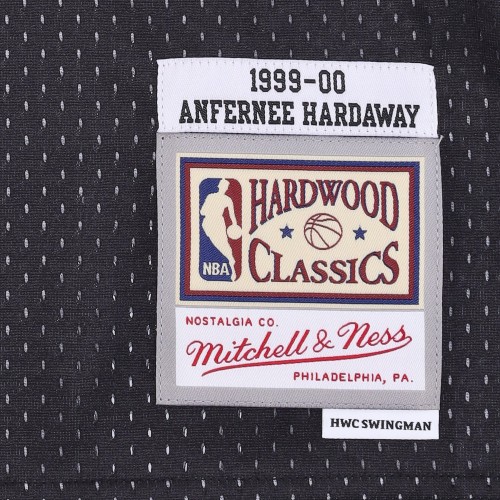 1999-00
ANFERNEE HARDAWAY
HARDWOOD
CLASSICS
NBA
NOSTALGIA CO.
Mitchell & Ness
PHILADELPHIA, PA.
HWC SWINGMAN